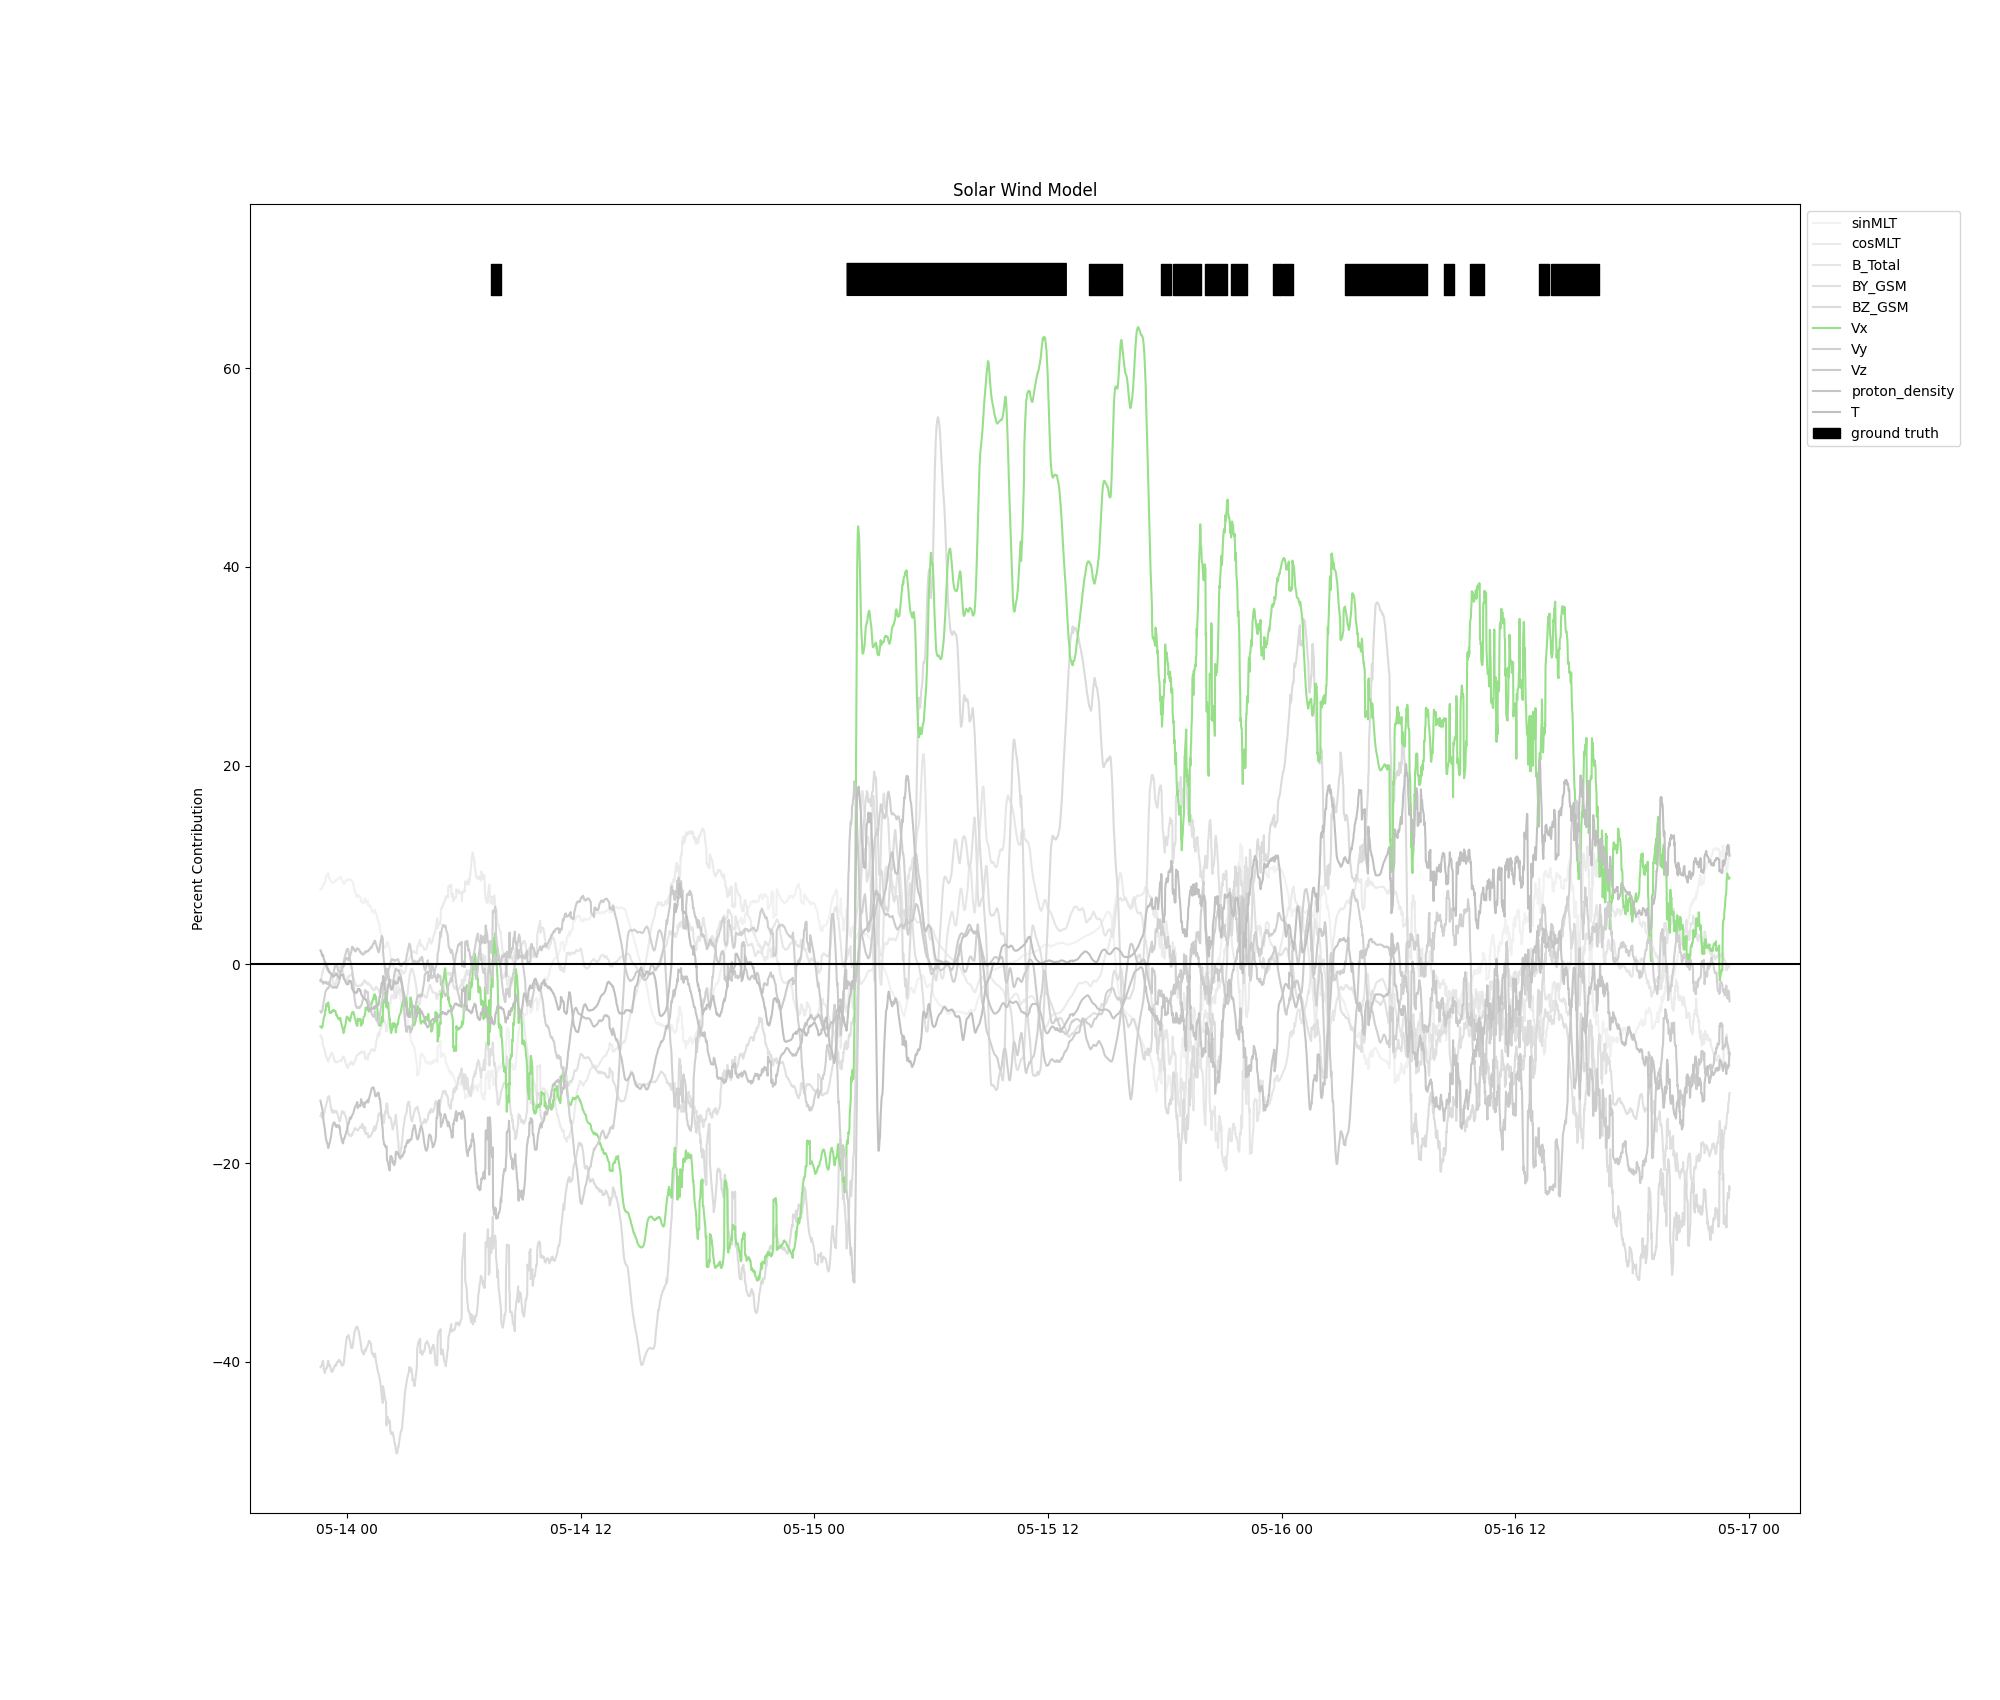 Solar Wind Model
sinMLT
cosMLT
B_Total
BY_GSM
BZ_GSM
Vx
Vy
Vz
proton_density
T
ground truth
Percent Contribution
60
40
20
0
−20
−40
05-14 00
05-14 12
05-15 00
05-15 12
05-16 00
05-16 12
05-17 00